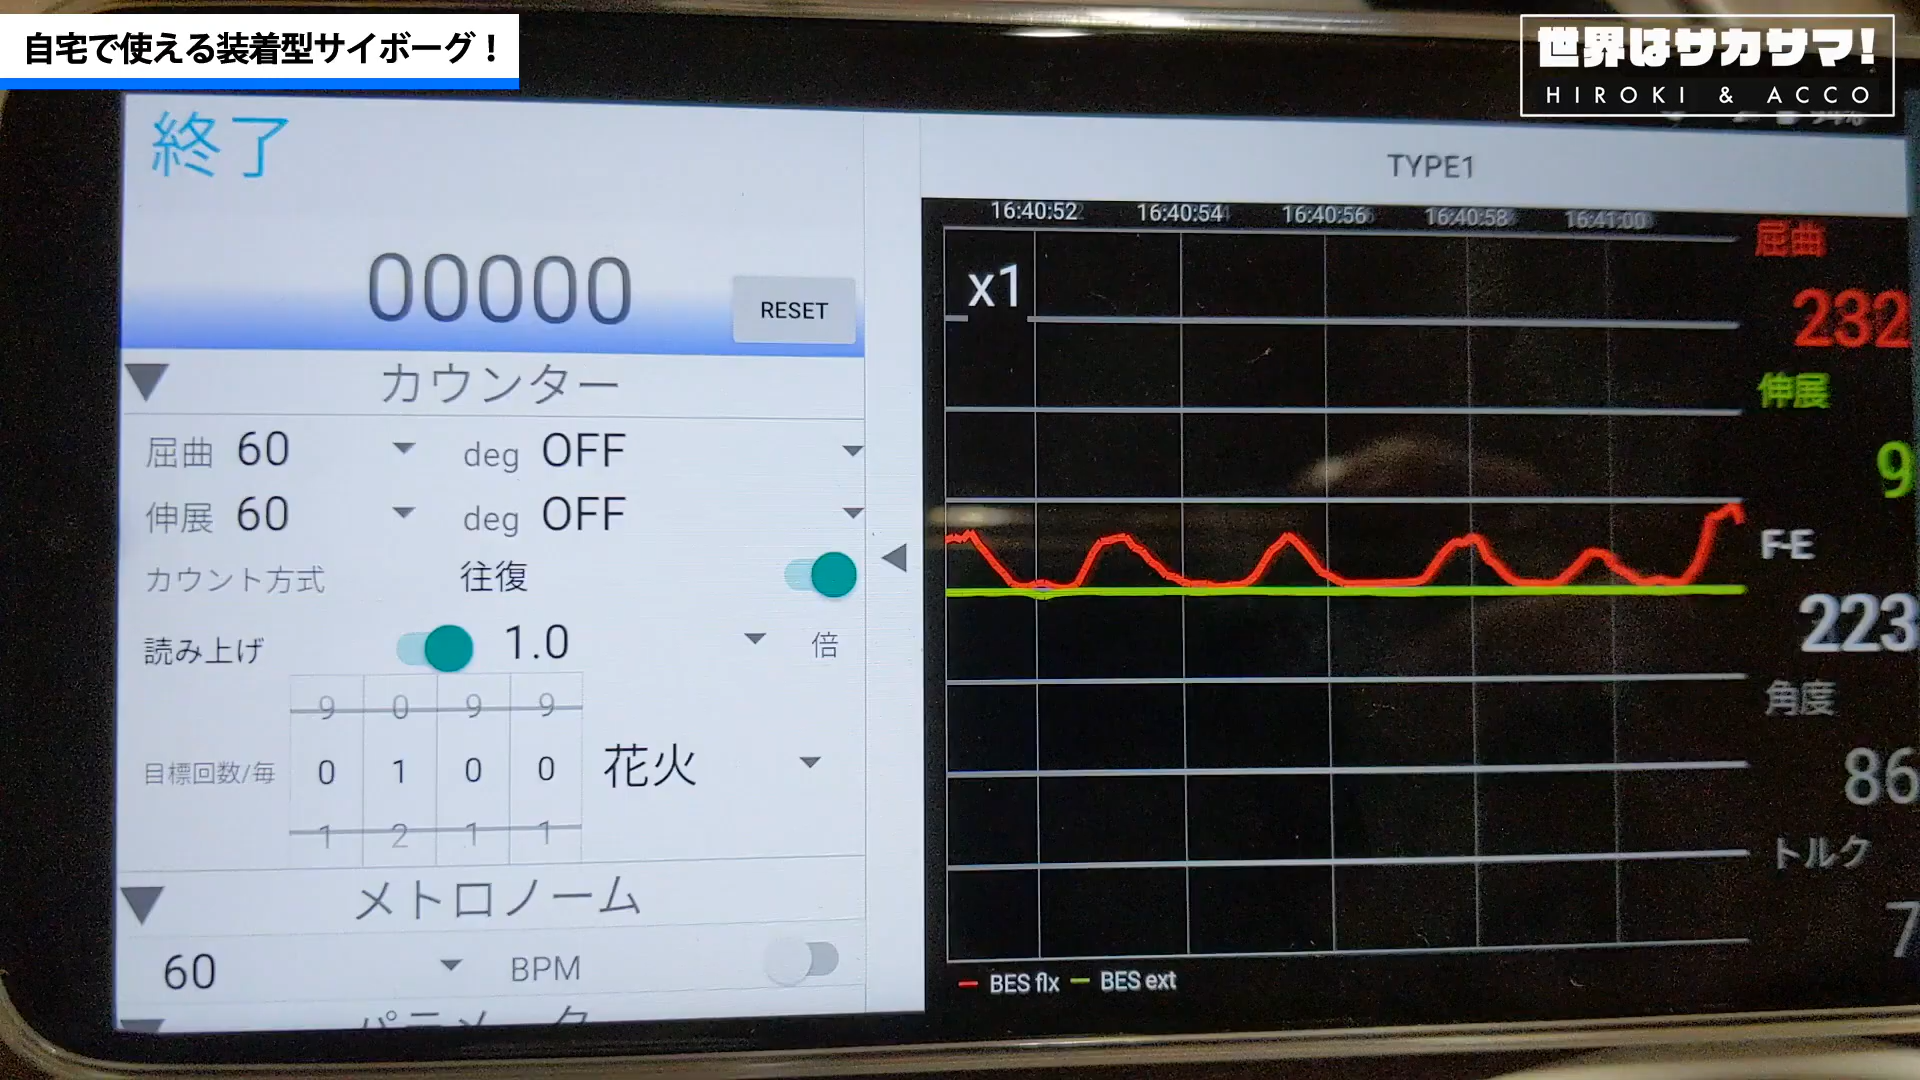 自宅で使える装着型サイボーグ！
世界はサカサマ！
HIROKI & ACCO
終了
00000
RESET
カウンター
屈曲 60 deg OFF
伸展 60 deg OFF
カウント方式 往復
読み上げ 1.0 倍
9 0 9 9
目標回数/毎 0 1 0 0 花火
1 2 1 1
メトロノーム
60 BPM
パラメータ
TYPE1
16:40:52 16:40:54 16:40:56 16:40:58 16:41:00
x1
屈曲
232
伸展
9
F-E
223
角度
86
トルク
7
BES flx BES ext